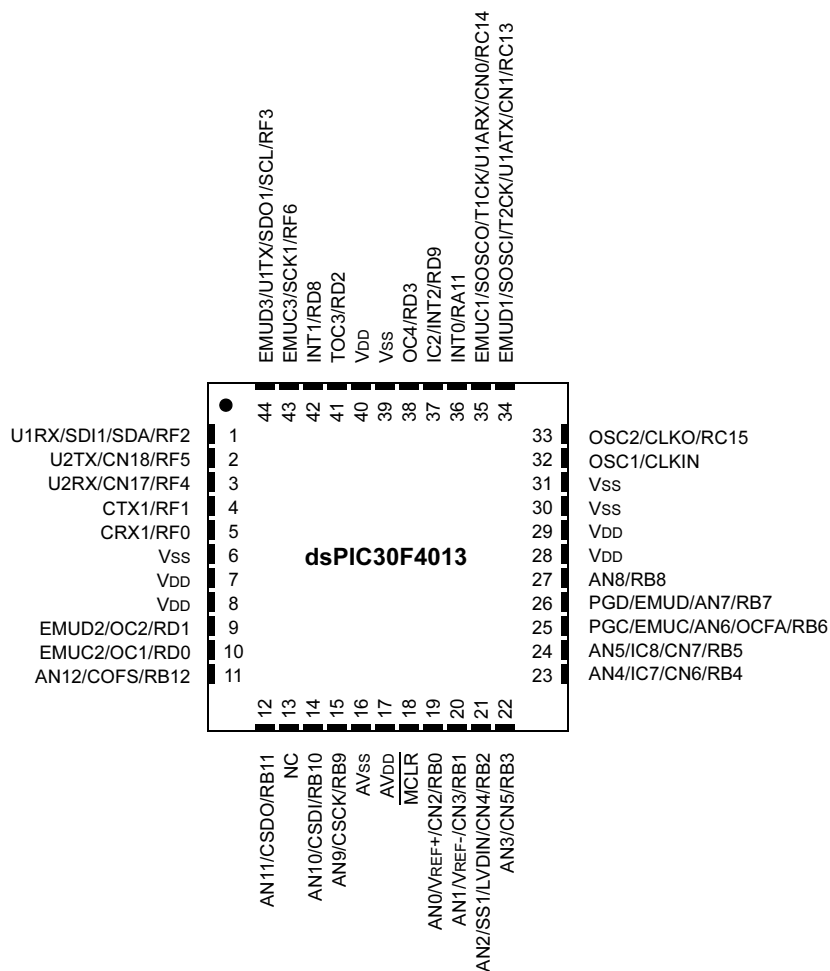 EMUD3/U1TX/SDO1/SCL/RF3
EMUC3/SCK1/RF6
INT1/RD8
TOC3/RD2
VDD
VSS
OC4/RD3
IC2/INT2/RD9
INT0/RA11
EMUC1/SOSCO/T1CK/U1ARX/CN0/RC14
EMUD1/SOSCI/T2CK/U1ATX/CN1/RC13
44
43
42
41
40
39
38
37
36
35
34
U1RX/SDI1/SDA/RF2 1
U2TX/CN18/RF5 2
U2RX/CN17/RF4 3
CTX1/RF1 4
CRX1/RF0 5
VSS 6
VDD 7
VDD 8
EMUD2/OC2/RD1 9
EMUC2/OC1/RD0 10
AN12/COFS/RB12 11
dsPIC30F4013
33 OSC2/CLKO/RC15
32 OSC1/CLKIN
31 VSS
30 VSS
29 VDD
28 VDD
27 AN8/RB8
26 PGD/EMUD/AN7/RB7
25 PGC/EMUC/AN6/OCFA/RB6
24 AN5/IC8/CN7/RB5
23 AN4/IC7/CN6/RB4
12
13
14
15
16
17
18
19
20
21
22
AN11/CSDO/RB11
NC
AN10/CSDI/RB10
AN9/CSCK/RB9
AVSS
AVDD
MCLR
AN0/VREF+/CN2/RB0
AN1/VREF-/CN3/RB1
AN2/SS1/LVDIN/CN4/RB2
AN3/CN5/RB3